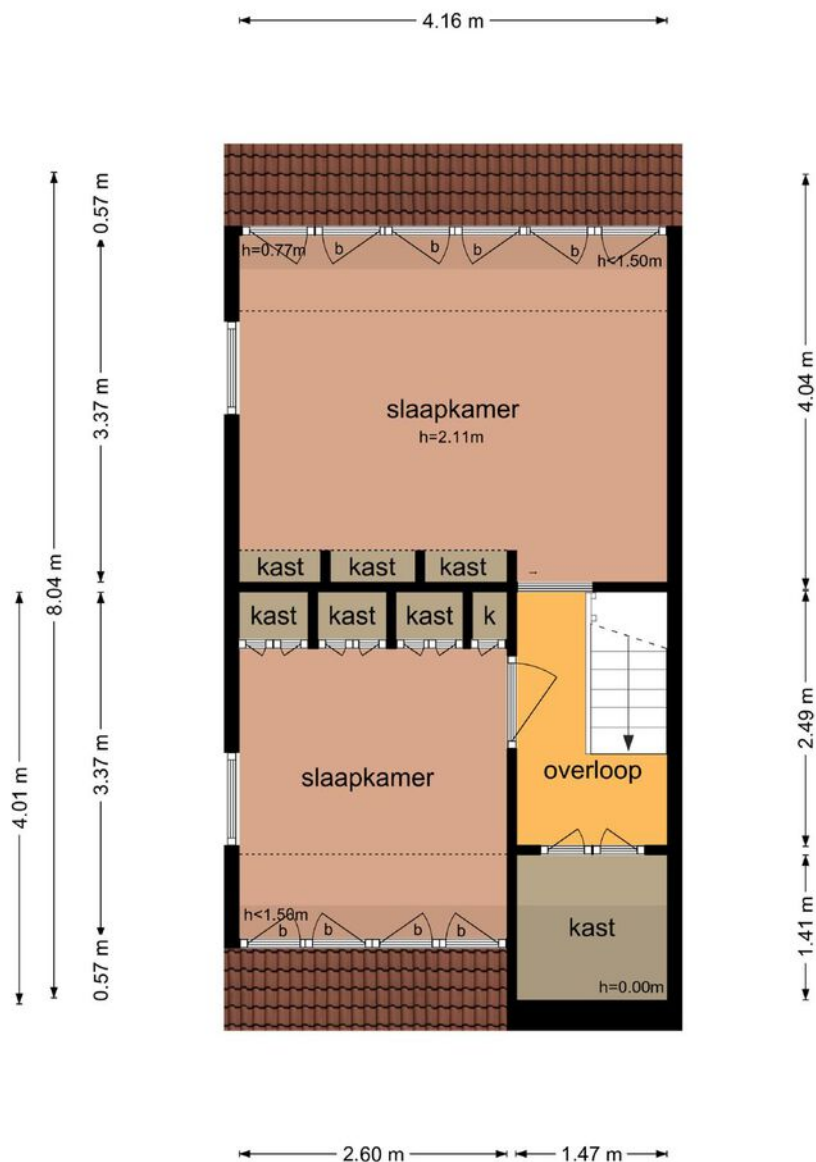 4.16 m
0.57 m
h=0.77m
b
b
b
b
h<1.50m
3.37 m
4.04 m
slaapkamer
h=2.11m
8.04 m
kast
kast
kast
kast
kast
kast
k
2.49 m
3.37 m
slaapkamer
overloop
4.01 m
h<1.50m
b
b
b
b
kast
1.41 m
0.57 m
h=0.00m
2.60 m
1.47 m